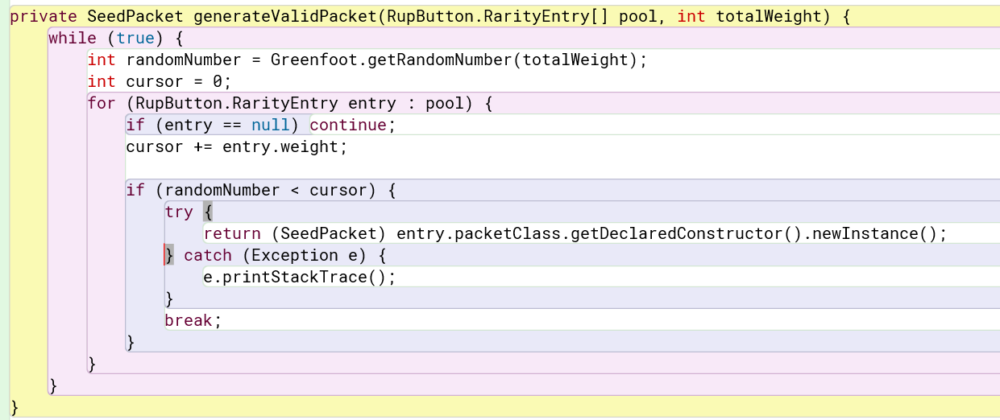 private SeedPacket generateValidPacket(RupButton.RarityEntry[] pool, int totalWeight) {
    while (true) {
        int randomNumber = Greenfoot.getRandomNumber(totalWeight);
        int cursor = 0;
        for (RupButton.RarityEntry entry : pool) {
            if (entry == null) continue;
            cursor += entry.weight;

            if (randomNumber < cursor) {
                try {
                    return (SeedPacket) entry.packetClass.getDeclaredConstructor().newInstance();
                } catch (Exception e) {
                    e.printStackTrace();
                }
                break;
            }
        }
    }
}